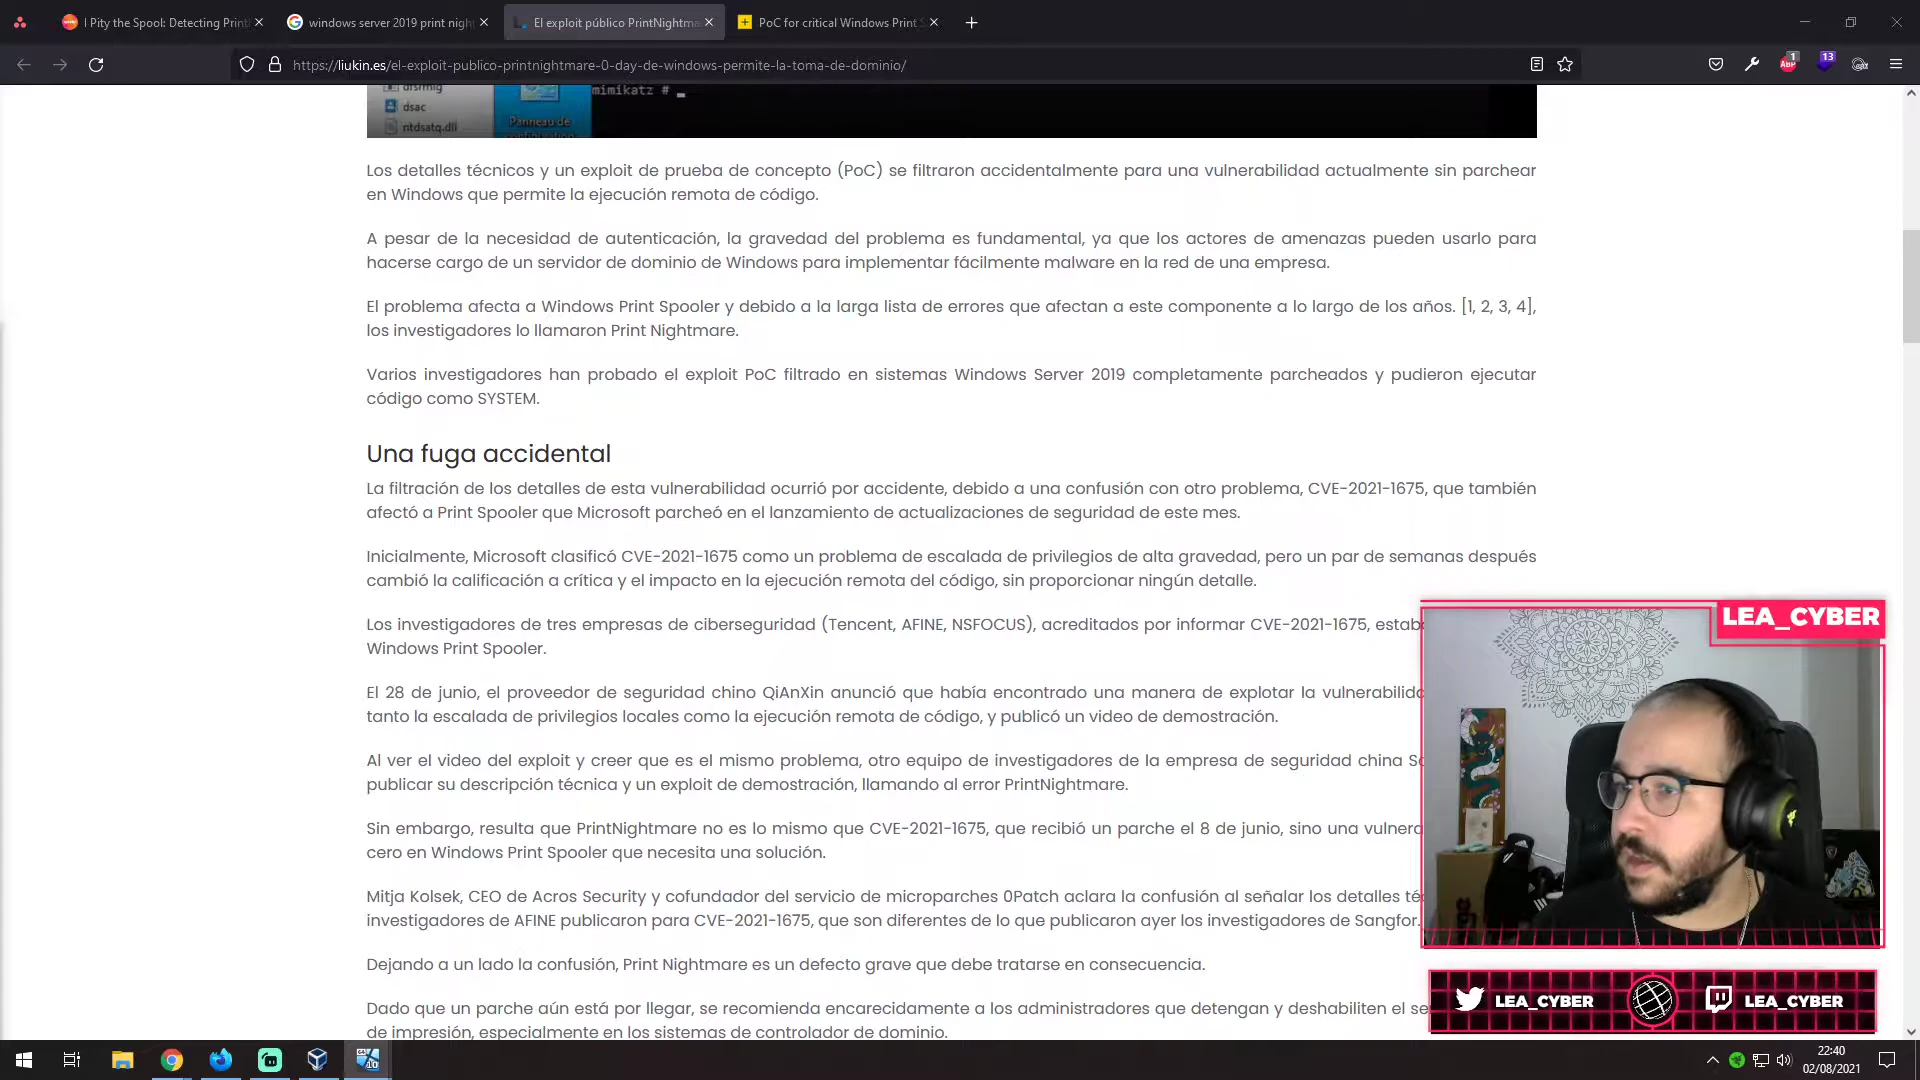 I Pity the Spool: Detecting Print
windows server 2019 print nigh
El exploit público PrintNightma
PoC for critical Windows Print S
https://liukin.es/el-exploit-publico-printnightmare-0-day-de-windows-permite-la-toma-de-dominio/
ABP
1
13
dfsrmig
dsac
ntdsatq.dll
Panneau de
mimikatz # _
Los detalles técnicos y un exploit de prueba de concepto (PoC) se filtraron accidentalmente para una vulnerabilidad actualmente sin parchear
en Windows que permite la ejecución remota de código.
A pesar de la necesidad de autenticación, la gravedad del problema es fundamental, ya que los actores de amenazas pueden usarlo para
hacerse cargo de un servidor de dominio de Windows para implementar fácilmente malware en la red de una empresa.
El problema afecta a Windows Print Spooler y debido a la larga lista de errores que afectan a este componente a lo largo de los años. [1, 2, 3, 4],
los investigadores lo llamaron Print Nightmare.
Varios investigadores han probado el exploit PoC filtrado en sistemas Windows Server 2019 completamente parcheados y pudieron ejecutar
código como SYSTEM.
Una fuga accidental
La filtración de los detalles de esta vulnerabilidad ocurrió por accidente, debido a una confusión con otro problema, CVE-2021-1675, que también
afectó a Print Spooler que Microsoft parcheó en el lanzamiento de actualizaciones de seguridad de este mes.
Inicialmente, Microsoft clasificó CVE-2021-1675 como un problema de escalada de privilegios de alta gravedad, pero un par de semanas después
cambió la calificación a crítica y el impacto en la ejecución remota del código, sin proporcionar ningún detalle.
Los investigadores de tres empresas de ciberseguridad (Tencent, AFINE, NSFOCUS), acreditados por informar CVE-2021-1675, estab
Windows Print Spooler.
El 28 de junio, el proveedor de seguridad chino QiAnXin anunció que había encontrado una manera de explotar la vulnerabilida
tanto la escalada de privilegios locales como la ejecución remota de código, y publicó un video de demostración.
Al ver el video del exploit y creer que es el mismo problema, otro equipo de investigadores de la empresa de seguridad china Sa
publicar su descripción técnica y un exploit de demostración, llamando al error PrintNightmare.
Sin embargo, resulta que PrintNightmare no es lo mismo que CVE-2021-1675, que recibió un parche el 8 de junio, sino una vulnera
cero en Windows Print Spooler que necesita una solución.
Mitja Kolsek, CEO de Acros Security y cofundador del servicio de microparches 0Patch aclara la confusión al señalar los detalles téc
investigadores de AFINE publicaron para CVE-2021-1675, que son diferentes de lo que publicaron ayer los investigadores de Sangfor.
Dejando a un lado la confusión, Print Nightmare es un defecto grave que debe tratarse en consecuencia.
Dado que un parche aún está por llegar, se recomienda encarecidamente a los administradores que detengan y deshabiliten el se
de impresión, especialmente en los sistemas de controlador de dominio.
LEA_CYBER
LEA_CYBER
LEA_CYBER
22:40
02/08/2021